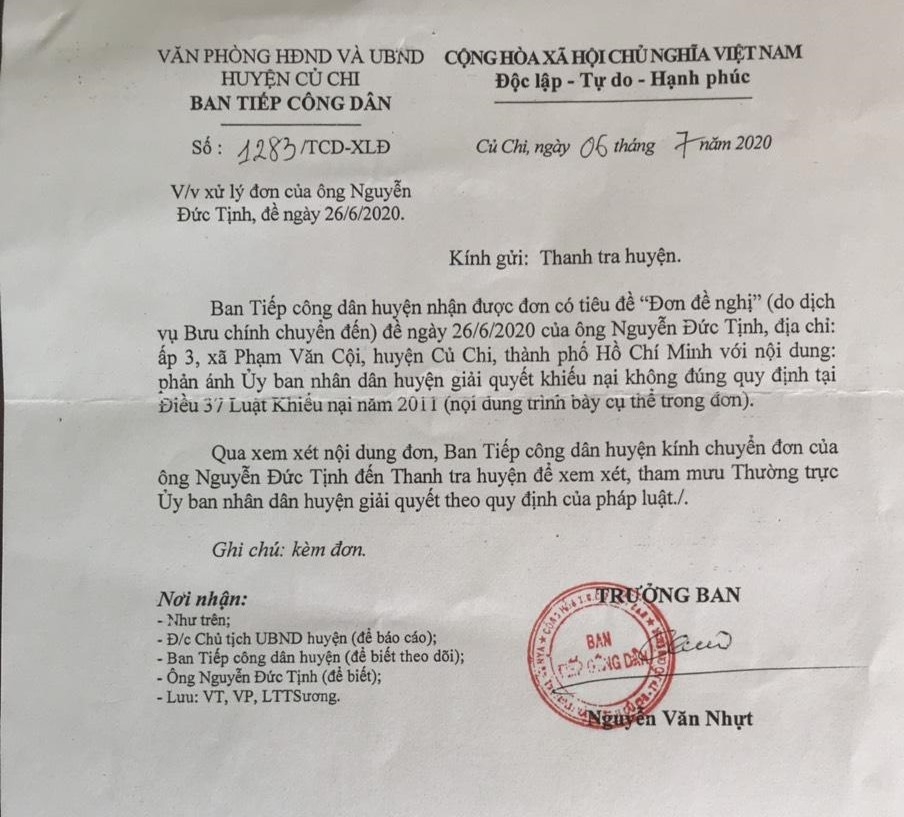 VĂN PHÒNG HĐND VÀ UBND
HUYỆN CỦ CHI
BAN TIẾP CÔNG DÂN
CỘNG HÒA XÃ HỘI CHỦ NGHĨA VIỆT NAM
Độc lập - Tự do - Hạnh phúc
Số : 1283/TCD-XLĐ
Củ Chi, ngày 06 tháng 7 năm 2020
V/v xử lý đơn của ông Nguyễn
Đức Tịnh, đề ngày 26/6/2020.
Kính gửi: Thanh tra huyện.
Ban Tiếp công dân huyện nhận được đơn có tiêu đề “Đơn đề nghị” (do dịch
vụ Bưu chính chuyển đến) đề ngày 26/6/2020 của ông Nguyễn Đức Tịnh, địa chỉ:
ấp 3, xã Phạm Văn Cội, huyện Củ Chi, thành phố Hồ Chí Minh với nội dung:
phản ánh Ủy ban nhân dân huyện giải quyết khiếu nại không đúng quy định tại
Điều 37 Luật Khiếu nại năm 2011 (nội dung trình bày cụ thể trong đơn).
Qua xem xét nội dung đơn, Ban Tiếp công dân huyện kính chuyển đơn của
ông Nguyễn Đức Tịnh đến Thanh tra huyện để xem xét, tham mưu Thường trực
Ủy ban nhân dân huyện giải quyết theo quy định của pháp luật./.
Ghi chú: kèm đơn.
Nơi nhận:
- Như trên;
- Đ/c Chủ tịch UBND huyện (để báo cáo);
- Ban Tiếp công dân huyện (để biết theo dõi);
- Ông Nguyễn Đức Tịnh (để biết);
- Lưu: VT, VP, LTTSương.
TRƯỞNG BAN
BAN
TIẾP CÔNG DÂN
Nguyễn Văn Nhựt